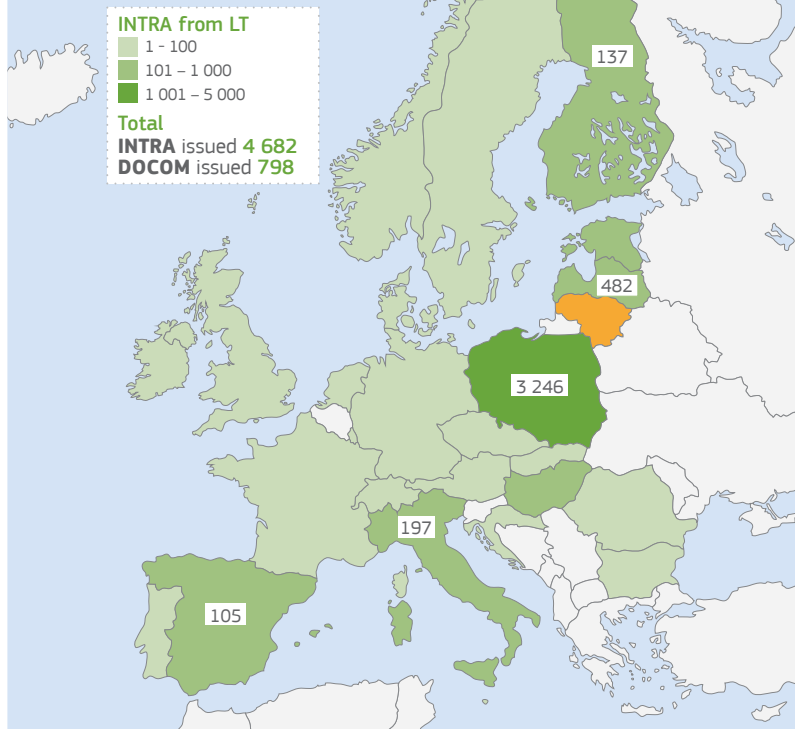 INTRA from LT
1 - 100
101 – 1 000
1 001 – 5 000
Total
INTRA issued 4 682
DOCOM issued 798
137
482
3 246
197
105